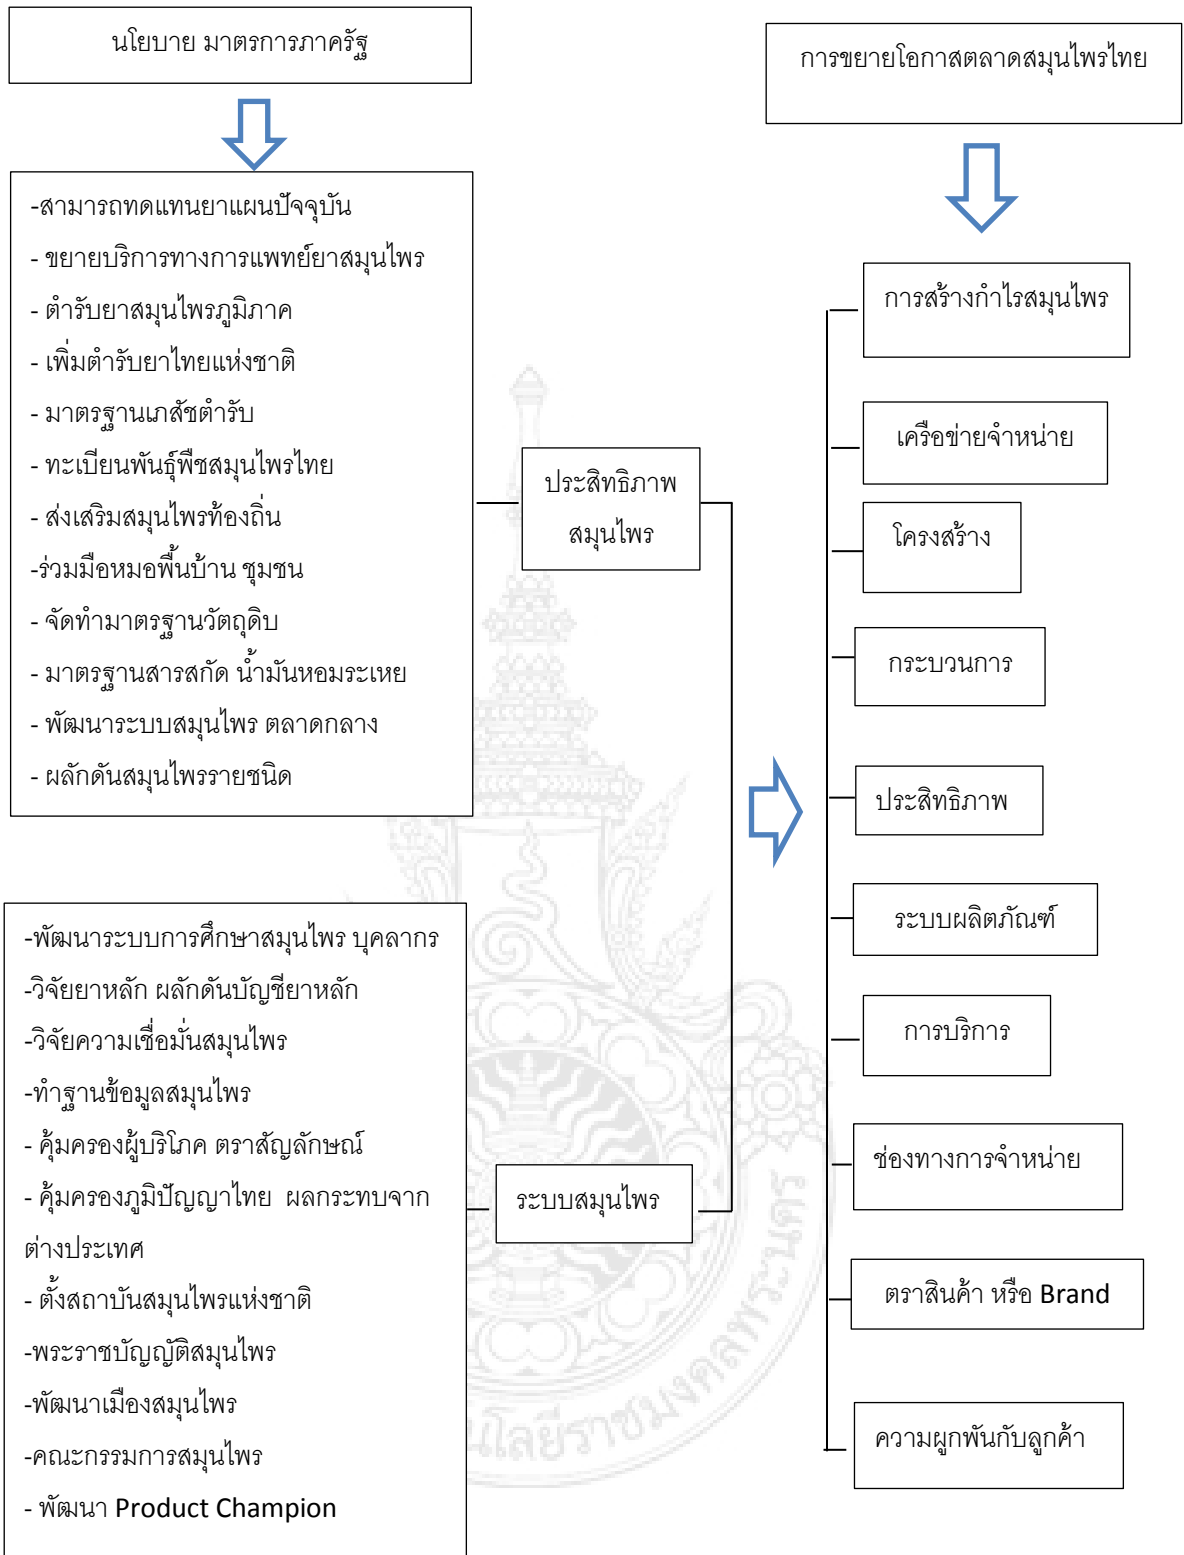 นโยบาย มาตรการภาครัฐ
-สามารถทดแทนยาแผนปัจจุบัน
- ขยายบริการทางการแพทย์ยาสมุนไพร
- ตำรับยาสมุนไพรภูมิภาค
- เพิ่มตำรับยาไทยแห่งชาติ
- มาตรฐานเภสัชตำรับ
- ทะเบียนพันธุ์พืชสมุนไพรไทย
- ส่งเสริมสมุนไพรท้องถิ่น
-ร่วมมือหมอพื้นบ้าน ชุมชน
- จัดทำมาตรฐานวัตถุดิบ
- มาตรฐานสารสกัด น้ำมันหอมระเหย
- พัฒนาระบบสมุนไพร ตลาดกลาง
- ผลักดันสมุนไพรรายชนิด
-พัฒนาระบบการศึกษาสมุนไพร บุคลากร
-วิจัยยาหลัก ผลักดันบัญชียาหลัก
-วิจัยความเชื่อมั่นสมุนไพร
-ทำฐานข้อมูลสมุนไพร
- คุ้มครองผู้บริโภค ตราสัญลักษณ์
- คุ้มครองภูมิปัญญาไทย ผลกระทบจาก
ต่างประเทศ
- ตั้งสถาบันสมุนไพรแห่งชาติ
-พระราชบัญญัติสมุนไพร
-พัฒนาเมืองสมุนไพร
-คณะกรรมการสมุนไพร
- พัฒนา Product Champion
ประสิทธิภาพ
สมุนไพร
ระบบสมุนไพร
การขยายโอกาสตลาดสมุนไพรไทย
การสร้างกำไรสมุนไพร
เครือข่ายจำหน่าย
โครงสร้าง
กระบวนการ
ประสิทธิภาพ
ระบบผลิตภัณฑ์
การบริการ
ช่องทางการจำหน่าย
ตราสินค้า หรือ Brand
ความผูกพันกับลูกค้า
นโลยีราชมงคลพระนคร